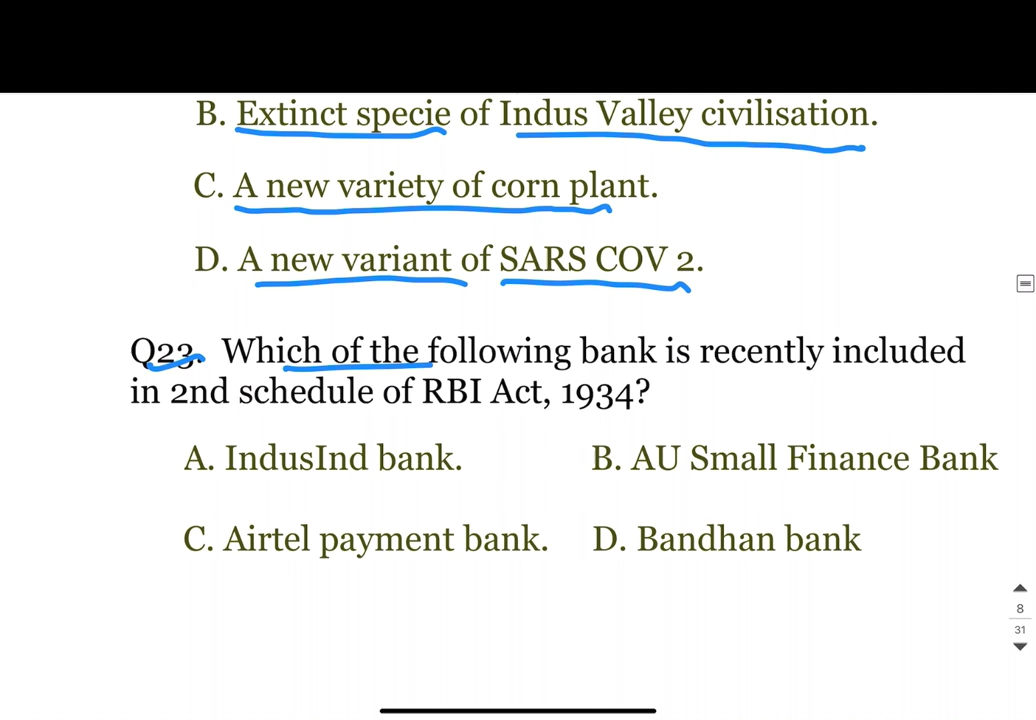 B. Extinct specie of Indus Valley civilisation.
C. A new variety of corn plant.
D. A new variant of SARS COV 2.
Q23. Which of the following bank is recently included
in 2nd schedule of RBI Act, 1934?
A. IndusInd bank. B. AU Small Finance Bank
C. Airtel payment bank. D. Bandhan bank
8
31